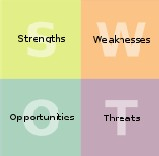 S
Strengths
W
Weaknesses
O
Opportunities
T
Threats